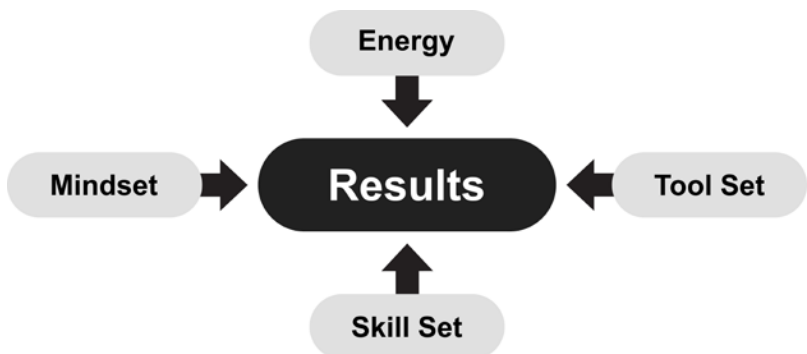 Energy
Mindset
Results
Tool Set
Skill Set